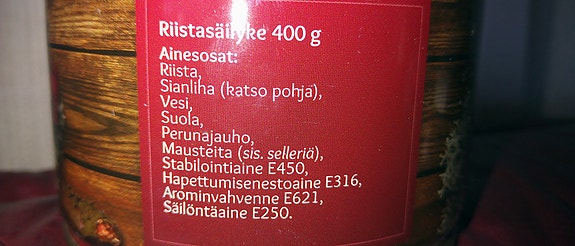 Riistasäilyke 400 g
Ainesosat:
Riista,
Sianliha (katso pohja),
Vesi,
Suola,
Perunajauho,
Mausteita (sis. selleriä),
Stabilointiaine E450,
Hapettumisenestoaine E316,
Arominvahvenne E621,
Säilöntäaine E250.